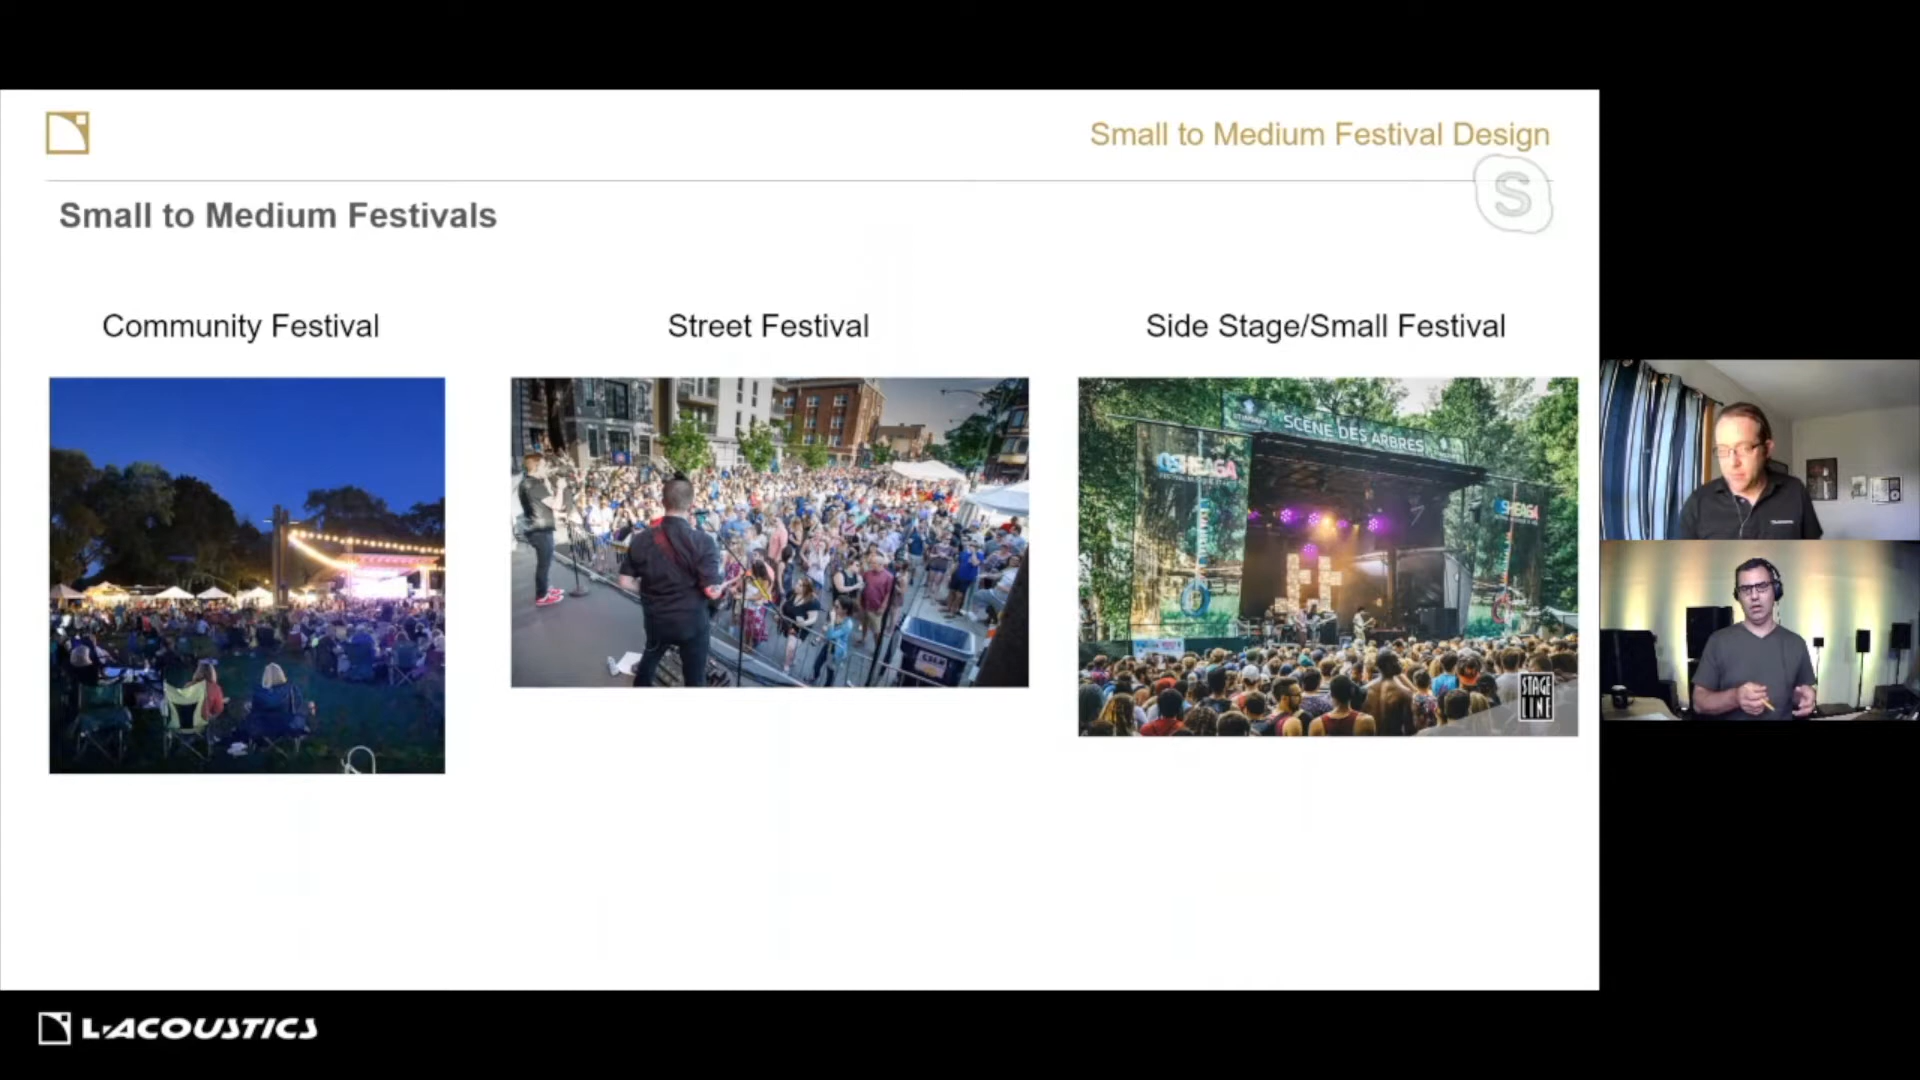 Small to Medium Festival Design
S
Small to Medium Festivals
Community Festival
Street Festival
Side Stage/Small Festival
SCÈNE DES ARBRES
OSHEAGA
OSHEAGA
STAGE
LINE
L-ACOUSTICS